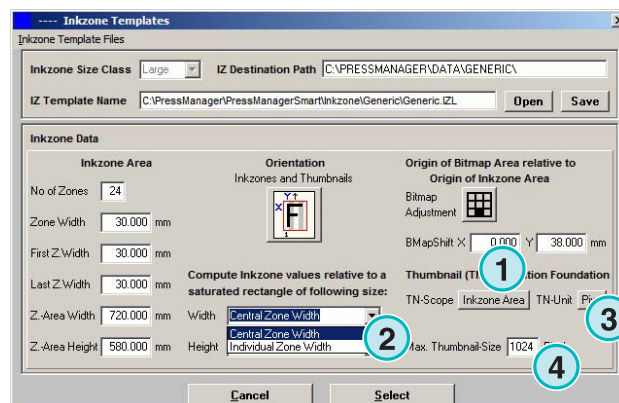 ---- Inkzone Templates
Inkzone Template Files
Inkzone Size Class Large IZ Destination Path C:\PRESSMANAGER\DATA\GENERIC\
IZ Template Name C:\PressManager\PressManagerSmart\Inkzone\Generic\Generic.IZL Open Save
Inkzone Data
Inkzone Area
No of Zones 24
Zone Width 30.000 mm
First Z.Width 30.000 mm
Last Z.Width 30.000 mm
Z.-Area Width 720.000 mm
Z.-Area Height 580.000 mm
Orientation
Inkzones and Thumbnails
Y
X F
1
Compute Inkzone values relative to a
saturated rectangle of following size:
Width Central Zone Width
Central Zone Width
Height Individual Zone Width
2
Origin of Bitmap Area relative to
Origin of Inkzone Area
Bitmap
Adjustment
BMapShift X 0.000 Y 38.000 mm
1
Thumbnail Foundation
TN-Scope Inkzone Area TN-Unit
3
Max. Thumbnail-Size 1024
4
Cancel Select